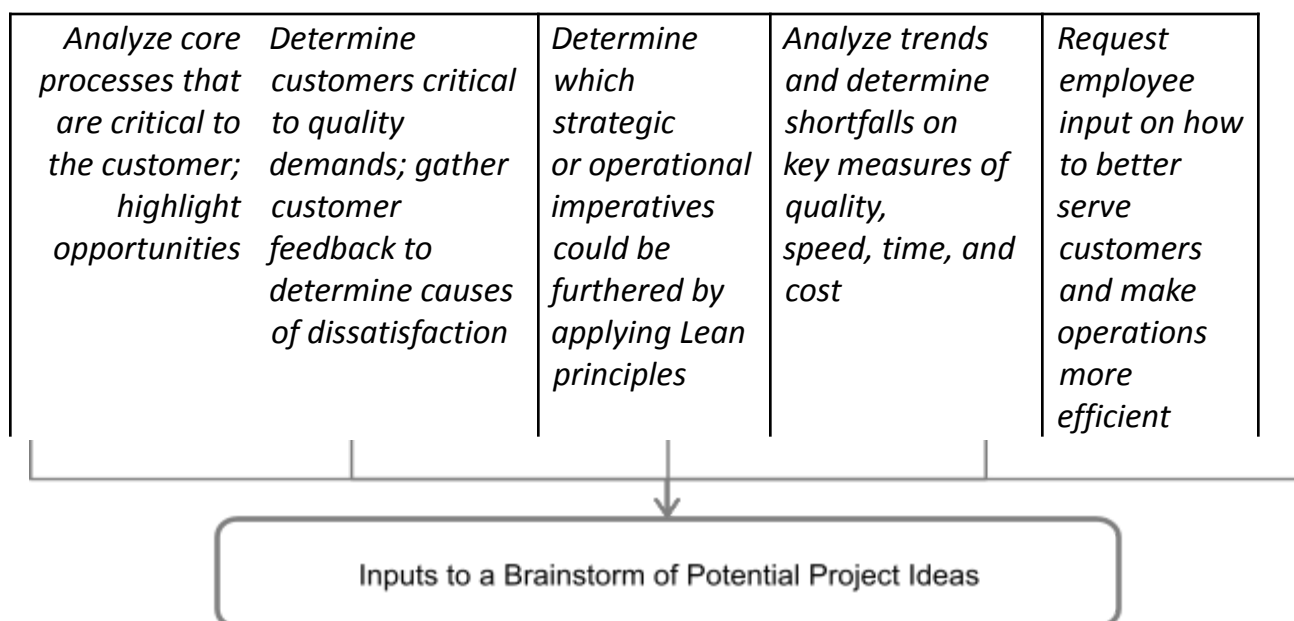 Analyze core
processes that
are critical to
the customer;
highlight
opportunities
Determine
customers critical
to quality
demands; gather
customer
feedback to
determine causes
of dissatisfaction
Determine
which
strategic
or operational
imperatives
could be
furthered by
applying Lean
principles
Analyze trends
and determine
shortfalls on
key measures of
quality,
speed, time, and
cost
Request
employee
input on how
to better
serve
customers
and make
operations
more
efficient
Inputs to a Brainstorm of Potential Project Ideas